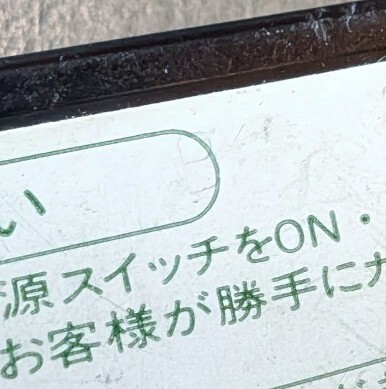 い
源スイッチをON・
お客様が勝手に